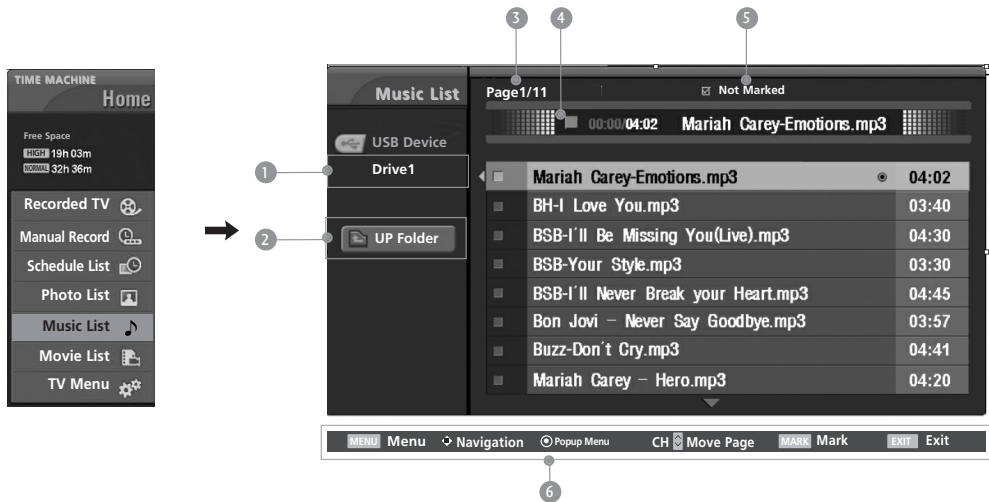 3
4
5
TIME MACHINE
Home
Free Space
HIGH 19h 03m
NORMAL 32h 36m
Recorded TV
Manual Record
Schedule List
Photo List
Music List
Movie List
TV Menu
Music List
USB Device
1
Drive1
2
UP Folder
Page1/11
Not Marked
00:00/04:02 Mariah Carey-Emotions.mp3
Mariah Carey-Emotions.mp3 04:02
BH-I Love You.mp3 03:40
BSB-I´ll Be Missing You(Live).mp3 04:30
BSB-Your Style.mp3 03:30
BSB-I´ll Never Break your Heart.mp3 04:45
Bon Jovi – Never Say Goodbye.mp3 03:57
Buzz-Don´t Cry.mp3 04:41
Mariah Carey – Hero.mp3 04:20
MENU Menu Navigation Popup Menu CH Move Page MARK Mark EXIT Exit
6